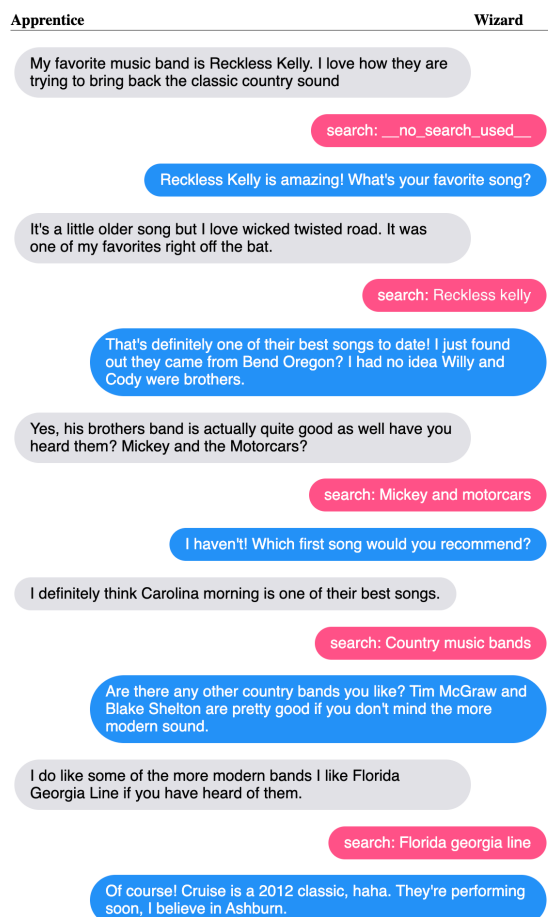 Apprentice Wizard
My favorite music band is Reckless Kelly. I love how they are
trying to bring back the classic country sound
search: __no_search_used__
Reckless Kelly is amazing! What's your favorite song?
It's a little older song but I love wicked twisted road. It was
one of my favorites right off the bat.
search: Reckless kelly
That's definitely one of their best songs to date! I just found
out they came from Bend Oregon? I had no idea Willy and
Cody were brothers.
Yes, his brothers band is actually quite good as well have you
heard them? Mickey and the Motorcars?
search: Mickey and motorcars
I haven't! Which first song would you recommend?
I definitely think Carolina morning is one of their best songs.
search: Country music bands
Are there any other country bands you like? Tim McGraw and
Blake Shelton are pretty good if you don't mind the more
modern sound.
I do like some of the more modern bands I like Florida
Georgia Line if you have heard of them.
search: Florida georgia line
Of course! Cruise is a 2012 classic, haha. They're performing
soon, I believe in Ashburn.